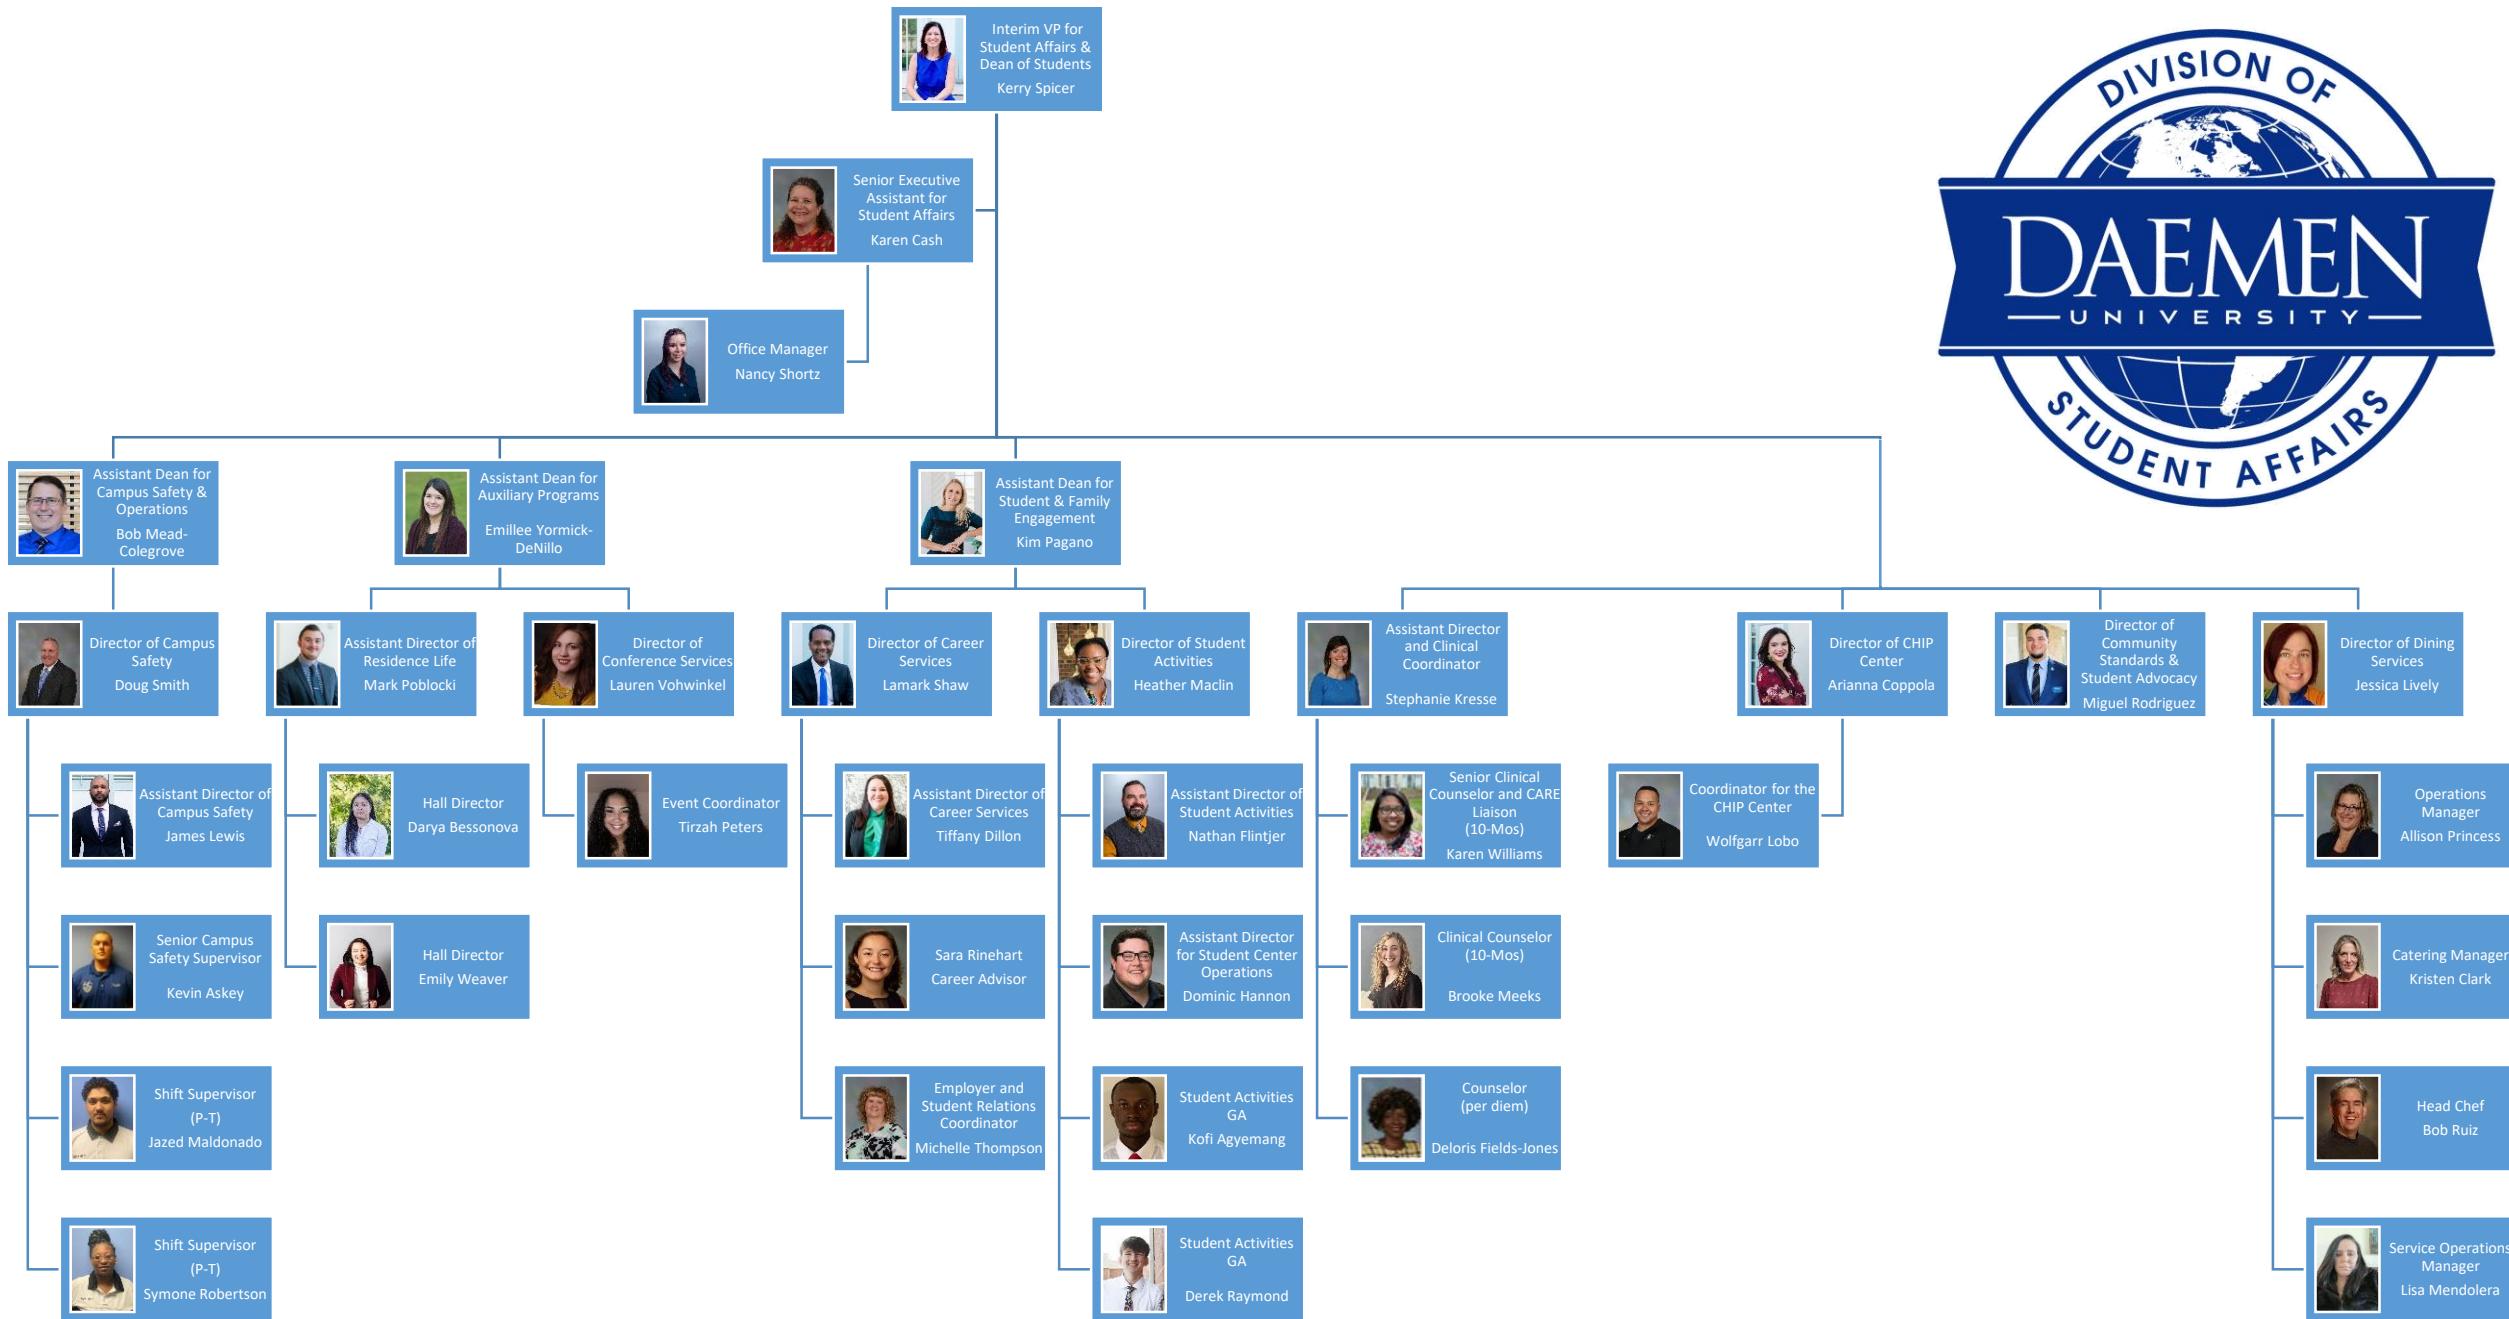 Interim VP for
Student Affairs &
Dean of Students
Kerry Spicer
DIVISION OF
DAEMEN
UNIVERSITY
STUDENT AFFAIRS
Senior Executive
Assistant for
Student Affairs
Karen Cash
Office Manager
Nancy Shortz
Assistant Dean for
Campus Safety &
Operations
Bob Mead-
Colegrove
Assistant Dean for
Auxiliary Programs
Emillee Yormick-
DeNillo
Assistant Dean for
Student & Family
Engagement
Kim Pagano
Director of Campus
Safety
Doug Smith
Assistant Director of
Residence Life
Mark Poblocki
Director of
Conference Services
Lauren Vohwinkel
Director of Career
Services
Lamark Shaw
Director of Student
Activities
Heather Maclin
Assistant Director
and Clinical
Coordinator
Stephanie Kresse
Director of CHIP
Center
Arianna Coppola
Director of
Community
Standards &
Student Advocacy
Miguel Rodriguez
Director of Dining
Services
Jessica Lively
Assistant Director of
Campus Safety
James Lewis
Hall Director
Darya Bessonova
Event Coordinator
Tirzah Peters
Assistant Director of
Career Services
Tiffany Dillon
Assistant Director of
Student Activities
Nathan Flintjer
Senior Clinical
Counselor and CARE
Liaison
(10-Mos)
Karen Williams
Coordinator for the
CHIP Center
Wolfgarr Lobo
Operations
Manager
Allison Princess
Senior Campus
Safety Supervisor
Kevin Askey
Hall Director
Emily Weaver
Sara Rinehart
Career Advisor
Assistant Director
for Student Center
Operations
Dominic Hannon
Clinical Counselor
(10-Mos)
Brooke Meeks
Catering Manager
Kristen Clark
Shift Supervisor
(P-T)
Jazed Maldonado
Employer and
Student Relations
Coordinator
Michelle Thompson
Student Activities
GA
Kofi Agyemang
Counselor
(per diem)
Deloris Fields-Jones
Head Chef
Bob Ruiz
Shift Supervisor
(P-T)
Symone Robertson
Student Activities
GA
Derek Raymond
Service Operations
Manager
Lisa Mendolera